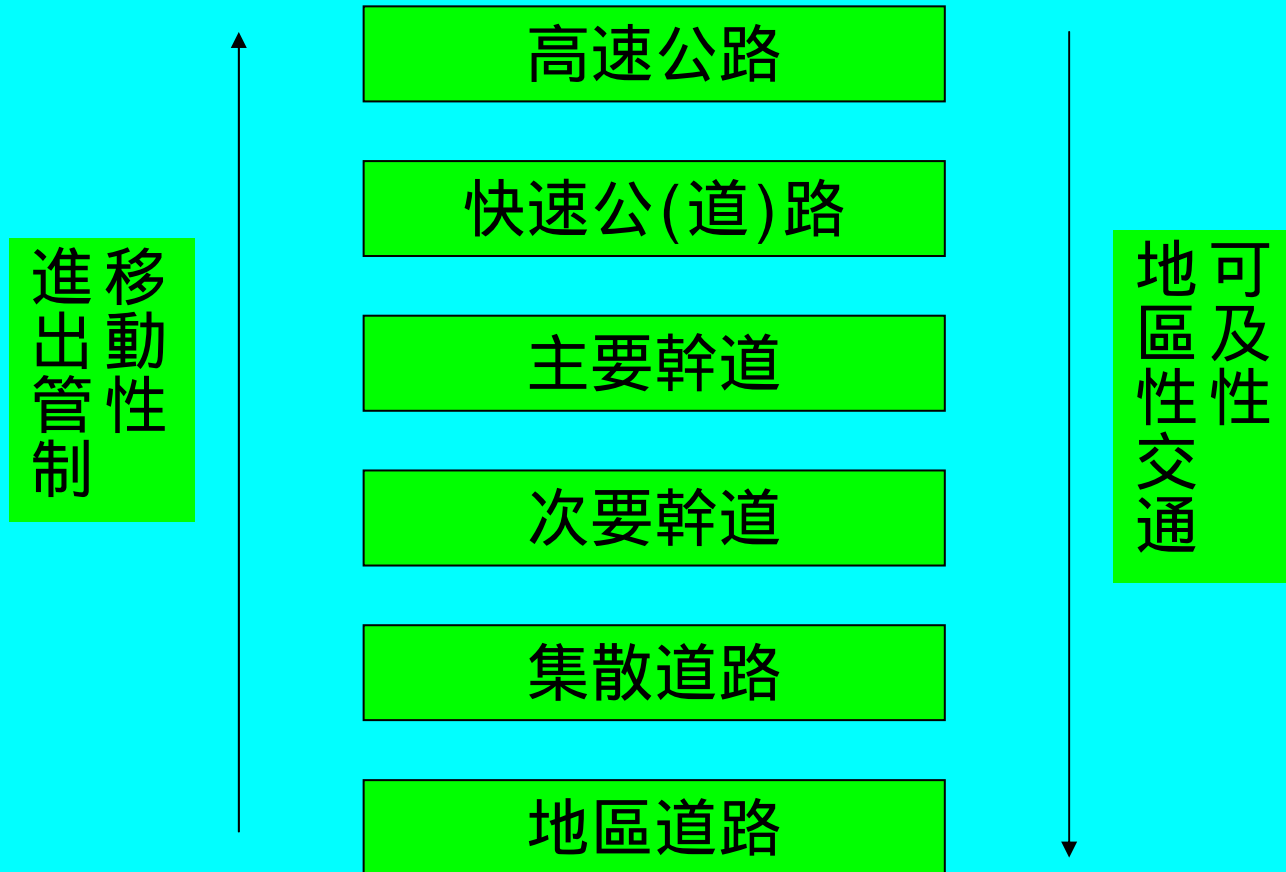 高速公路
快速公(道)路
移動性
進出管制
主要幹道
可及性
地區性交通
次要幹道
集散道路
地區道路